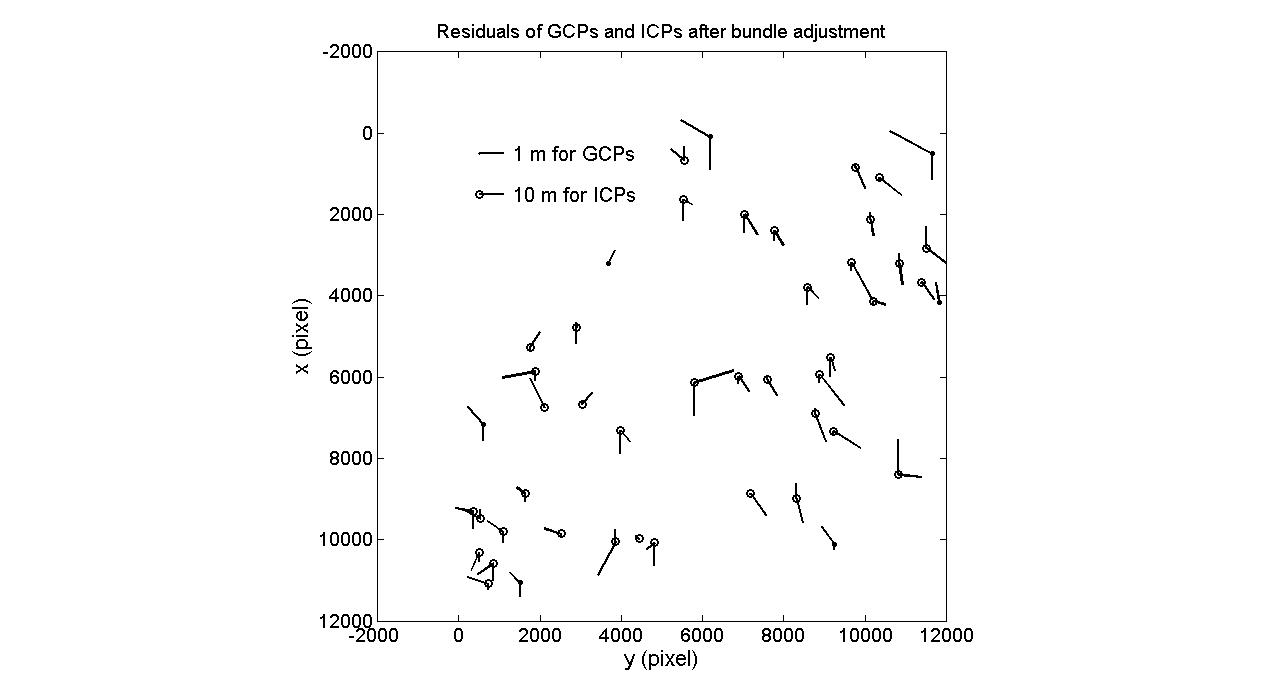 Residuals of GCPs and ICPs after bundle adjustment
-2000
0
1 m for GCPs
10 m for ICPs
2000
4000
x (pixel)
6000
8000
10000
12000
-2000 0 2000 4000 6000 8000 10000 12000
y (pixel)